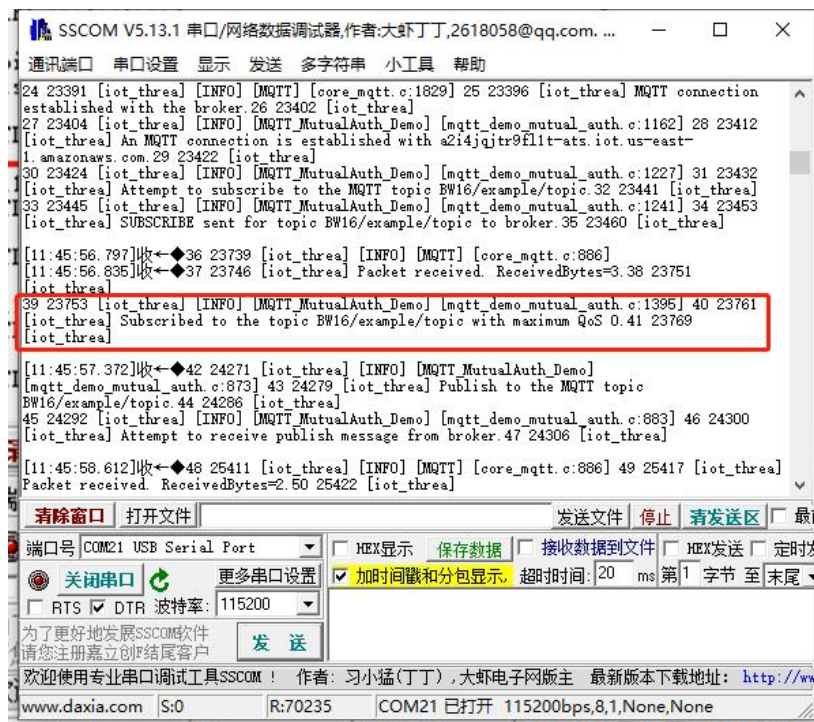 SSCOM V5.13.1 串口/网络数据调试器,作者:大虾丁丁,2618058@qq.com. ...
通讯端口 串口设置 显示 发送 多字符串 小工具 帮助
24 23391 [iot_threa] [INFO] [MQTT] [core_mqtt.c:1829] 25 23396 [iot_threa] MQTT connection
established with the broker.26 23402 [iot_threa]
27 23404 [iot_threa] [INFO] [MQTT_MutualAuth_Demo] [mqtt_demo_mutual_auth.c:1162] 28 23412
[iot_threa] An MQTT connection is established with a2i4jqjtr9fl1t-ats.iot.us-east-
1.amazonaws.com.29 23422 [iot_threa]
30 23424 [iot_threa] [INFO] [MQTT_MutualAuth_Demo] [mqtt_demo_mutual_auth.c:1227] 31 23432
[iot_threa] Attempt to subscribe to the MQTT topic BW16/example/topic.32 23441 [iot_threa]
33 23445 [iot_threa] [INFO] [MQTT_MutualAuth_Demo] [mqtt_demo_mutual_auth.c:1241] 34 23453
[iot_threa] SUBSCRIBE sent for topic BW16/example/topic to broker.35 23460 [iot_threa]
[11:45:56.797]收←◆36 23739 [iot_threa] [INFO] [MQTT] [core_mqtt.c:886]
[11:45:56.835]收←◆37 23746 [iot_threa] Packet received. ReceivedBytes=3.38 23751
[iot_threa]
39 23753 [iot_threa] [INFO] [MQTT_MutualAuth_Demo] [mqtt_demo_mutual_auth.c:1395] 40 23761
[iot_threa] Subscribed to the topic BW16/example/topic with maximum QoS 0.41 23769
[iot_threa]
[11:45:57.372]收←◆42 24271 [iot_threa] [INFO] [MQTT_MutualAuth_Demo]
[mqtt_demo_mutual_auth.c:873] 43 24279 [iot_threa] Publish to the MQTT topic
BW16/example/topic.44 24286 [iot_threa]
45 24292 [iot_threa] [INFO] [MQTT_MutualAuth_Demo] [mqtt_demo_mutual_auth.c:883] 46 24300
[iot_threa] Attempt to receive publish message from broker.47 24306 [iot_threa]
[11:45:58.612]收←◆48 25411 [iot_threa] [INFO] [MQTT] [core_mqtt.c:886] 49 25417 [iot_threa]
Packet received. ReceivedBytes=2.50 25422 [iot_threa]
清除窗口 打开文件 发送文件 停止 清发送区 最
端口号 COM21 USB Serial Port HEX显示 保存数据 接收数据到文件 HEX发送 定时发
关闭串口 更多串口设置 加时间戳和分包显示, 超时时间: 20 ms 第1 字节 至 末尾
RTS DTR 波特率: 115200
为了更好地发展SSCOM软件
请您注册嘉立创F结尾客户
发 送
欢迎使用专业串口调试工具SSCOM ! 作者: 习小猛(丁丁),大虾电子网版主 最新版本下载地址: http://ww
www.daxia.com S:0 R:70235 COM21 已打开 115200bps,8,1,None,None